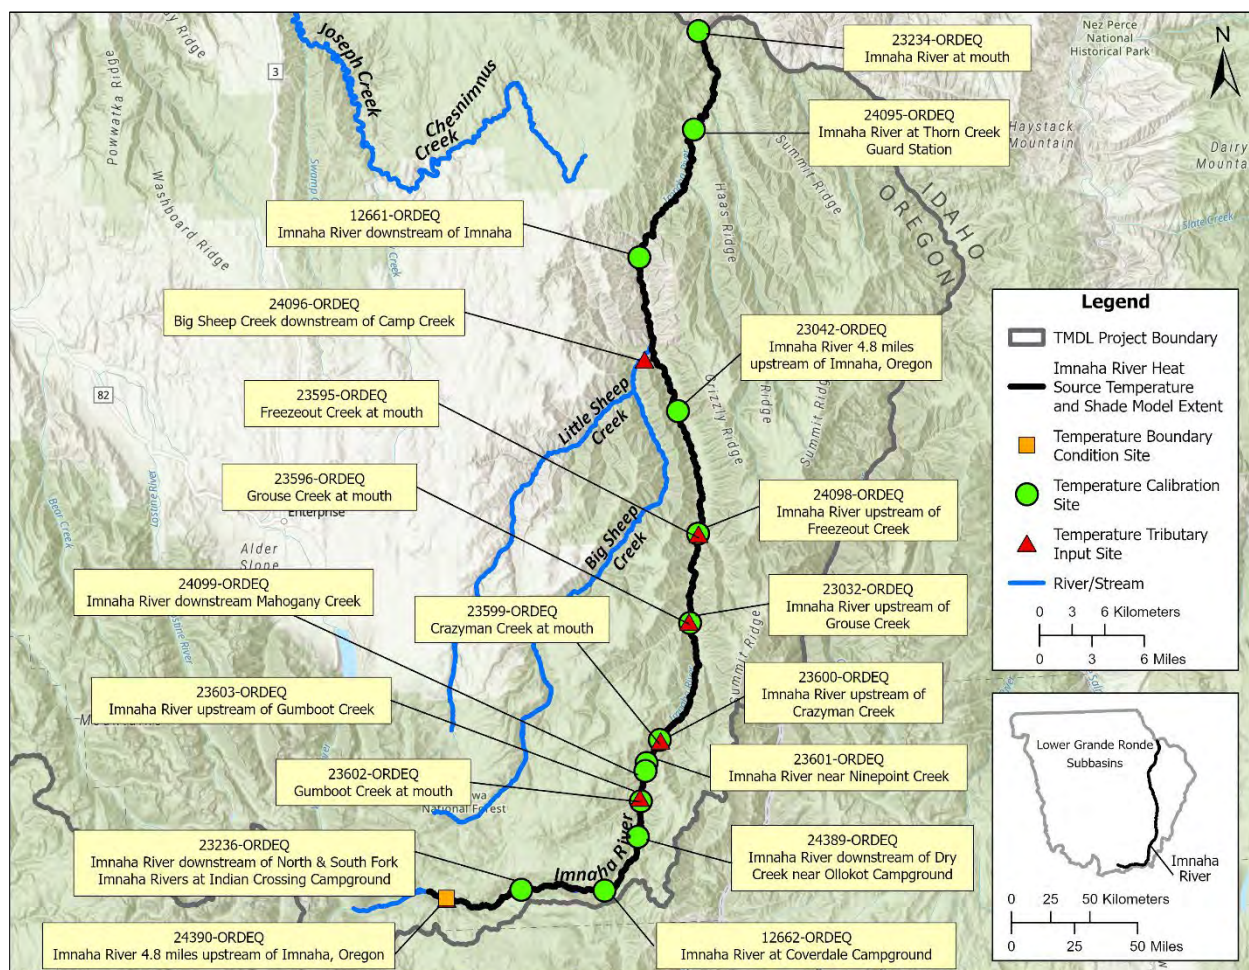 Joseph Creek
Chesnimnus
Creek
Powwatka Ridge
Washboard Ridge
3
23234-ORDEQ
Imnaha River at mouth
Nez Perce
National
Historical Park
N
24095-ORDEQ
Imnaha River at Thorn Creek
Guard Station
Haystack
Mountain
Summit Ridge
Haas Ridge
IDAHO
OREGON
12661-ORDEQ
Imnaha River downstream of Imnaha
24096-ORDEQ
Big Sheep Creek downstream of Camp Creek
23042-ORDEQ
Imnaha River 4.8 miles
upstream of Imnaha, Oregon
82
23595-ORDEQ
Freezeout Creek at mouth
Little Sheep
Creek
Grizzly Ridge
Ridge
23596-ORDEQ
Grouse Creek at mouth
Enterprise
24098-ORDEQ
Imnaha River upstream of
Freezeout Creek
Big Sheep
Creek
Bear Creek
Lostine River
Alder
Slope
24099-ORDEQ
Imnaha River downstream Mahogany Creek
23599-ORDEQ
Crazyman Creek at mouth
23032-ORDEQ
Imnaha River upstream of
Grouse Creek
Summit Ridge
23603-ORDEQ
Imnaha River upstream of Gumboot Creek
23600-ORDEQ
Imnaha River upstream of
Crazyman Creek
23602-ORDEQ
Gumboot Creek at mouth
National Forest
23601-ORDEQ
Imnaha River near Ninepoint Creek
23236-ORDEQ
Imnaha River downstream of North & South Fork
Imnaha Rivers at Indian Crossing Campground
Imnaha River
24389-ORDEQ
Imnaha River downstream of Dry
Creek near Ollokot Campground
24390-ORDEQ
Imnaha River 4.8 miles upstream of Imnaha, Oregon
12662-ORDEQ
Imnaha River at Coverdale Campground
Legend
TMDL Project Boundary
Imnaha River Heat
Source Temperature
and Shade Model Extent
Temperature Boundary
Condition Site
Temperature Calibration
Site
Temperature Tributary
Input Site
River/Stream
0 3 6 Kilometers
0 3 6 Miles
Lower Grande Ronde
Subbasins
Imnaha
River
0 25 50 Kilometers
0 25 50 Miles